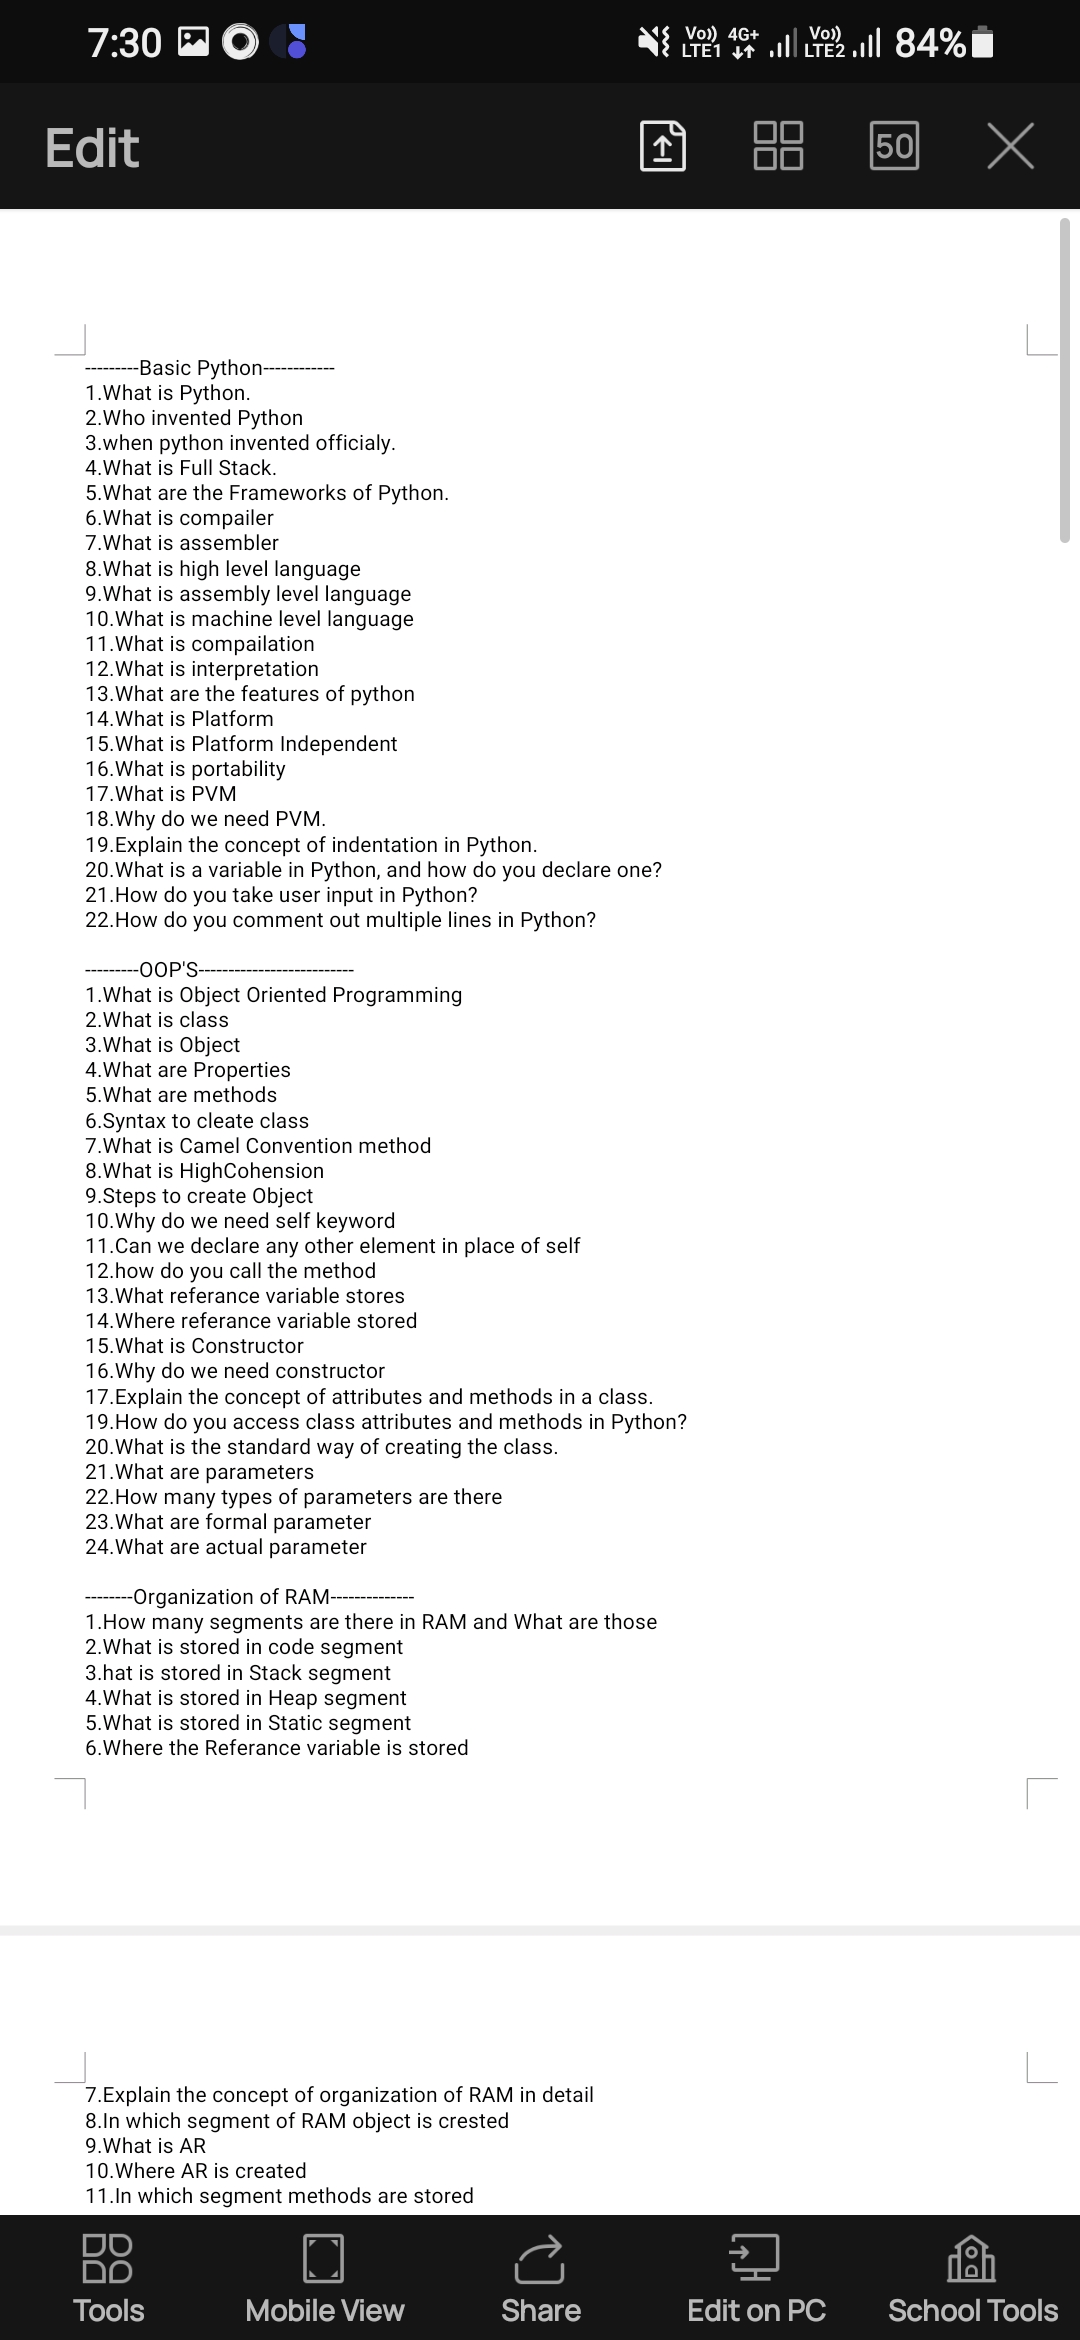 7:30
Vo)) LTE1 4G+ Vo)) LTE2 84%
Edit
50
---------Basic Python------------
1.What is Python.
2.Who invented Python
3.when python invented officialy.
4.What is Full Stack.
5.What are the Frameworks of Python.
6.What is compailer
7.What is assembler
8.What is high level language
9.What is assembly level language
10.What is machine level language
11.What is compailation
12.What is interpretation
13.What are the features of python
14.What is Platform
15.What is Platform Independent
16.What is portability
17.What is PVM
18.Why do we need PVM.
19.Explain the concept of indentation in Python.
20.What is a variable in Python, and how do you declare one?
21.How do you take user input in Python?
22.How do you comment out multiple lines in Python?
---------OOP'S--------------------------
1.What is Object Oriented Programming
2.What is class
3.What is Object
4.What are Properties
5.What are methods
6.Syntax to cleate class
7.What is Camel Convention method
8.What is HighCohension
9.Steps to create Object
10.Why do we need self keyword
11.Can we declare any other element in place of self
12.how do you call the method
13.What referance variable stores
14.Where referance variable stored
15.What is Constructor
16.Why do we need constructor
17.Explain the concept of attributes and methods in a class.
19.How do you access class attributes and methods in Python?
20.What is the standard way of creating the class.
21.What are parameters
22.How many types of parameters are there
23.What are formal parameter
24.What are actual parameter
--------Organization of RAM--------------
1.How many segments are there in RAM and What are those
2.What is stored in code segment
3.hat is stored in Stack segment
4.What is stored in Heap segment
5.What is stored in Static segment
6.Where the Referance variable is stored
7.Explain the concept of organization of RAM in detail
8.In which segment of RAM object is crested
9.What is AR
10.Where AR is created
11.In which segment methods are stored
Tools
Mobile View
Share
Edit on PC
School Tools